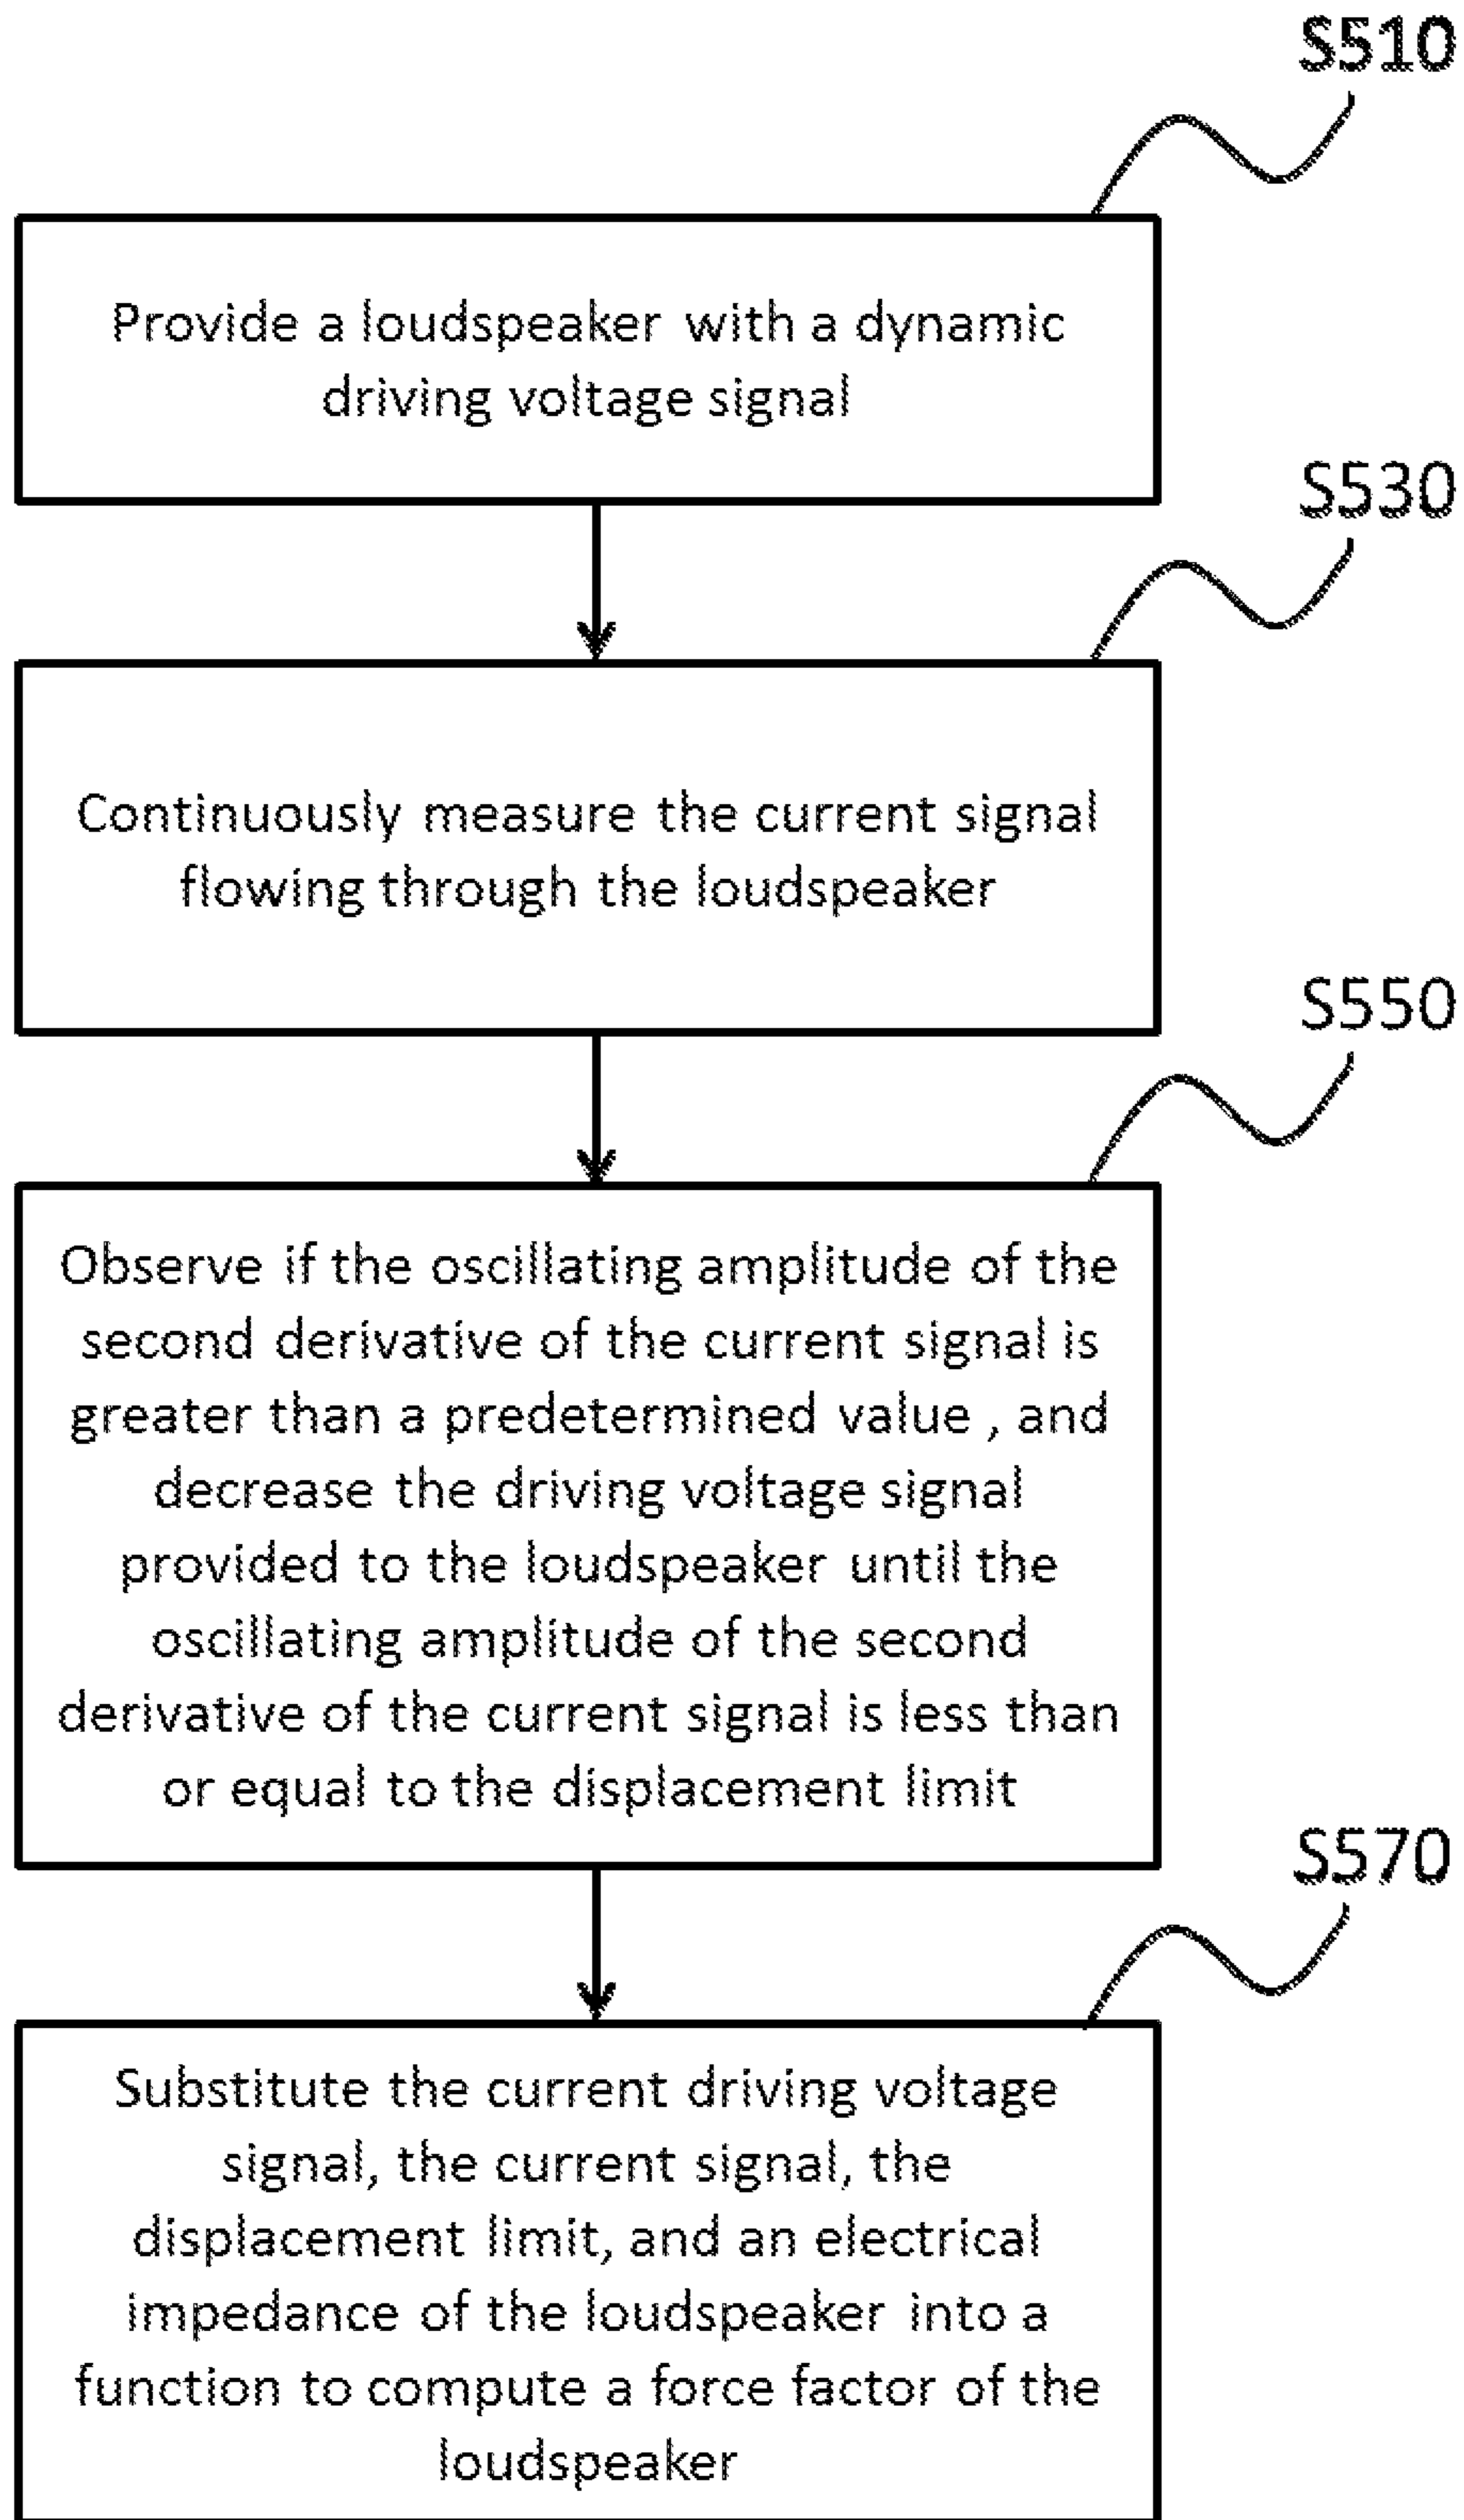 S510
Provide a loudspeaker with a dynamic
driving voltage signal
S530
Continuously measure the current signal
flowing through the loudspeaker
S550
Observe if the oscillating amplitude of the
second derivative of the current signal is
greater than a predetermined value , and
decrease the driving voltage signal
provided to the loudspeaker until the
oscillating amplitude of the second
derivative of the current signal is less than
or equal to the displacement limit
S570
Substitute the current driving voltage
signal, the current signal, the
displacement limit, and an electrical
impedance of the loudspeaker into a
function to compute a force factor of the
loudspeaker